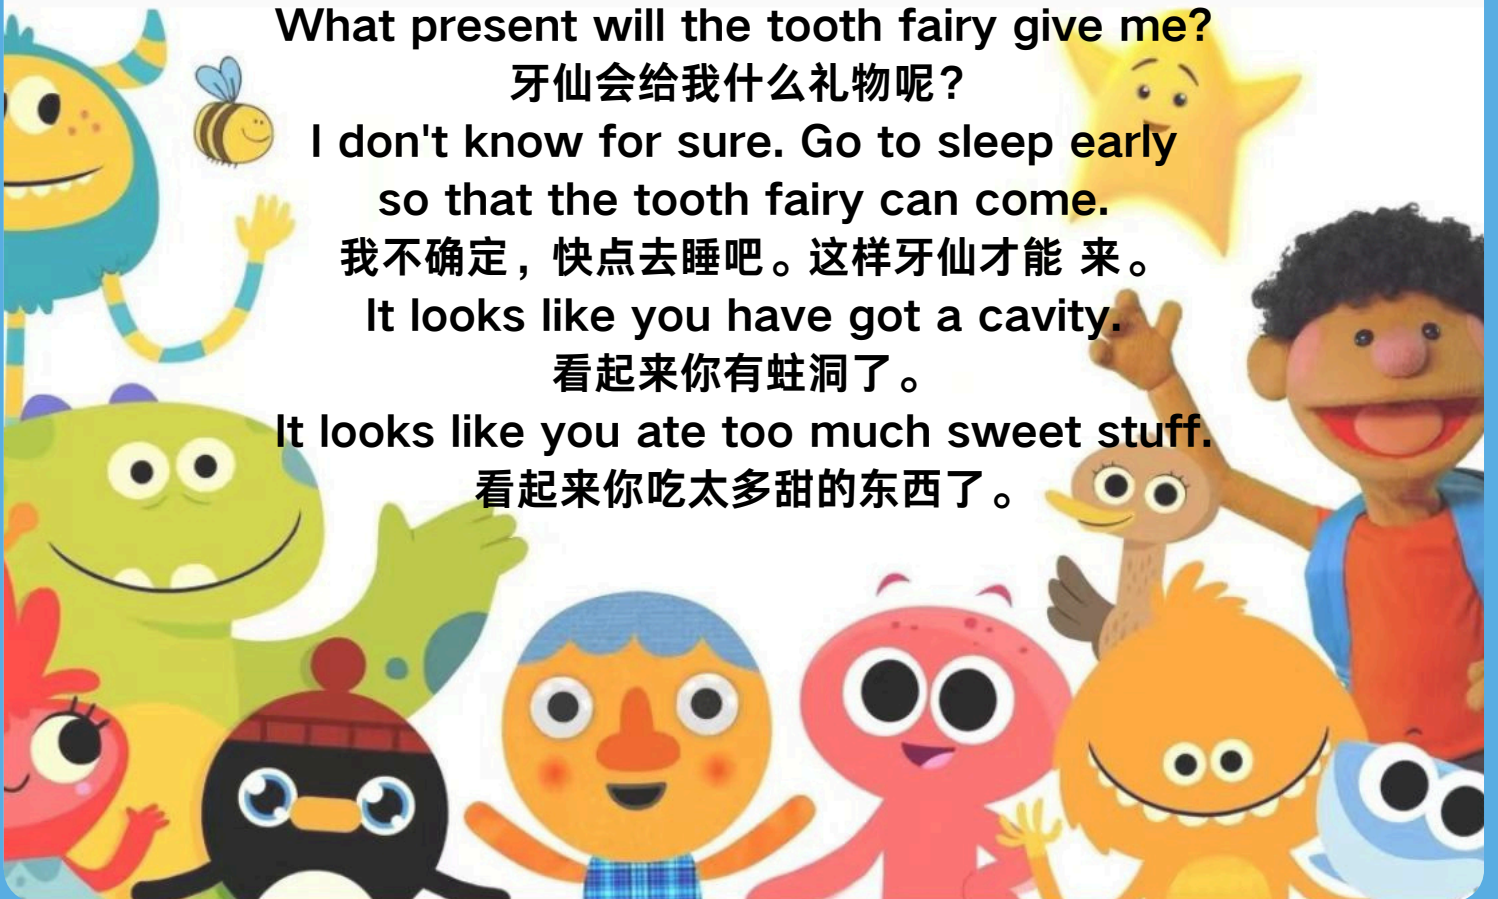 What present will the tooth fairy give me?
牙仙会给我什么礼物呢?
I don't know for sure. Go to sleep early
so that the tooth fairy can come.
我不确定，快点去睡吧。这样牙仙才能 来。
It looks like you have got a cavity.
看起来你有蛀洞了。
It looks like you ate too much sweet stuff.
看起来你吃太多甜的东西了。